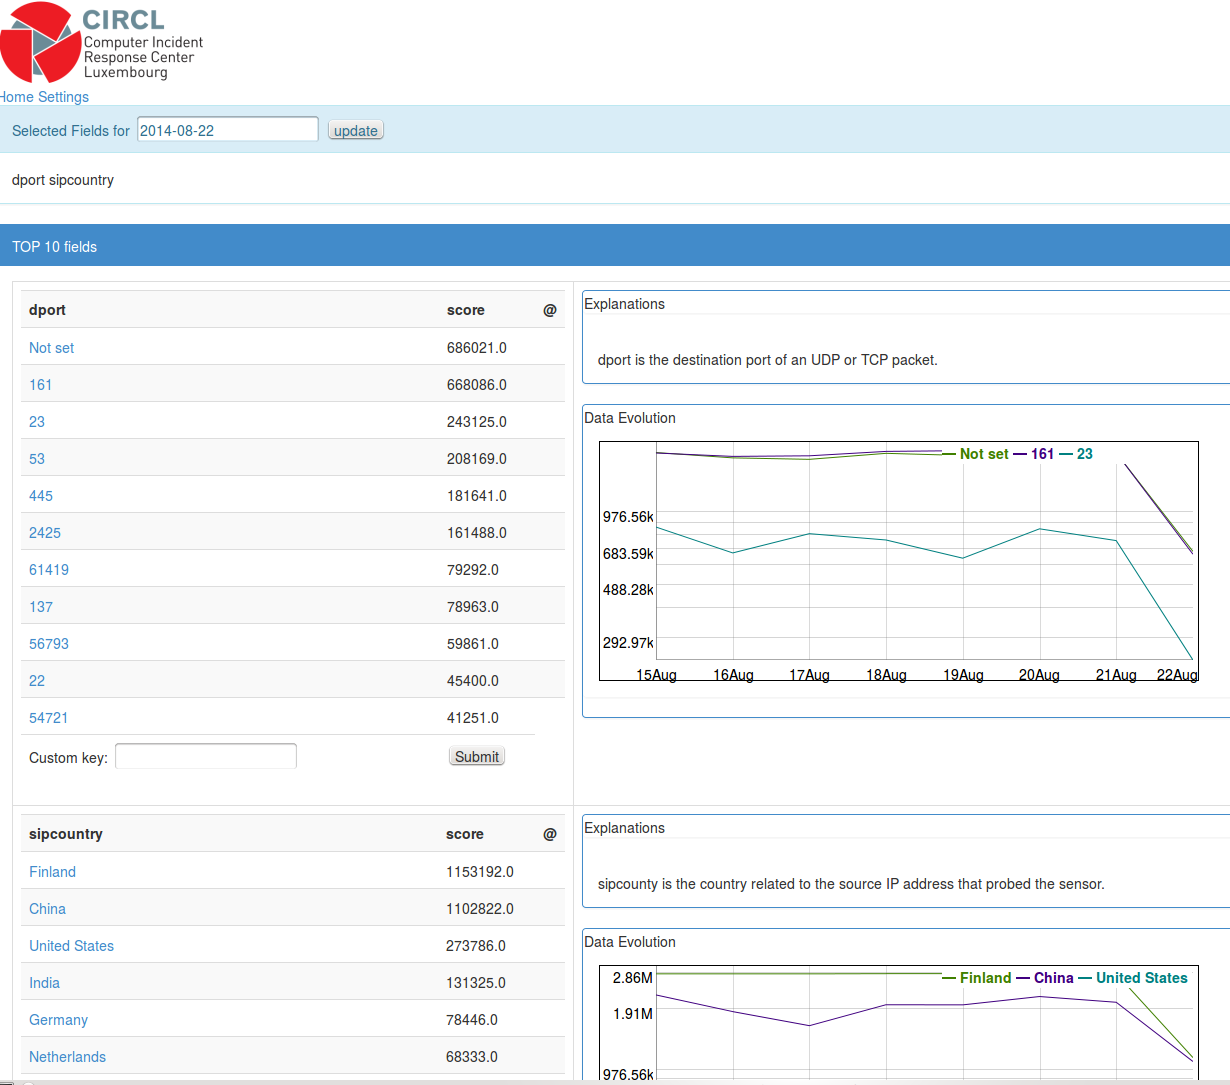 CIRCL
Computer Incident
Response Center
Luxembourg
Home Settings
Selected Fields for 2014-08-22 update
dport sipcountry
TOP 10 fields
dport score @
Not set 686021.0
161 668086.0
23 243125.0
53 208169.0
445 181641.0
2425 161488.0
61419 79292.0
137 78963.0
56793 59861.0
22 45400.0
54721 41251.0
Custom key: Submit
Explanations
dport is the destination port of an UDP or TCP packet.
Data Evolution
Not set 161 23
976.56k
683.59k
488.28k
292.97k
15Aug 16Aug 17Aug 18Aug 19Aug 20Aug 21Aug 22Aug
sipcountry score @
Finland 1153192.0
China 1102822.0
United States 273786.0
India 131325.0
Germany 78446.0
Netherlands 68333.0
Explanations
sipcounty is the country related to the source IP address that probed the sensor.
Data Evolution
Finland China United States
2.86M
1.91M
976.56k